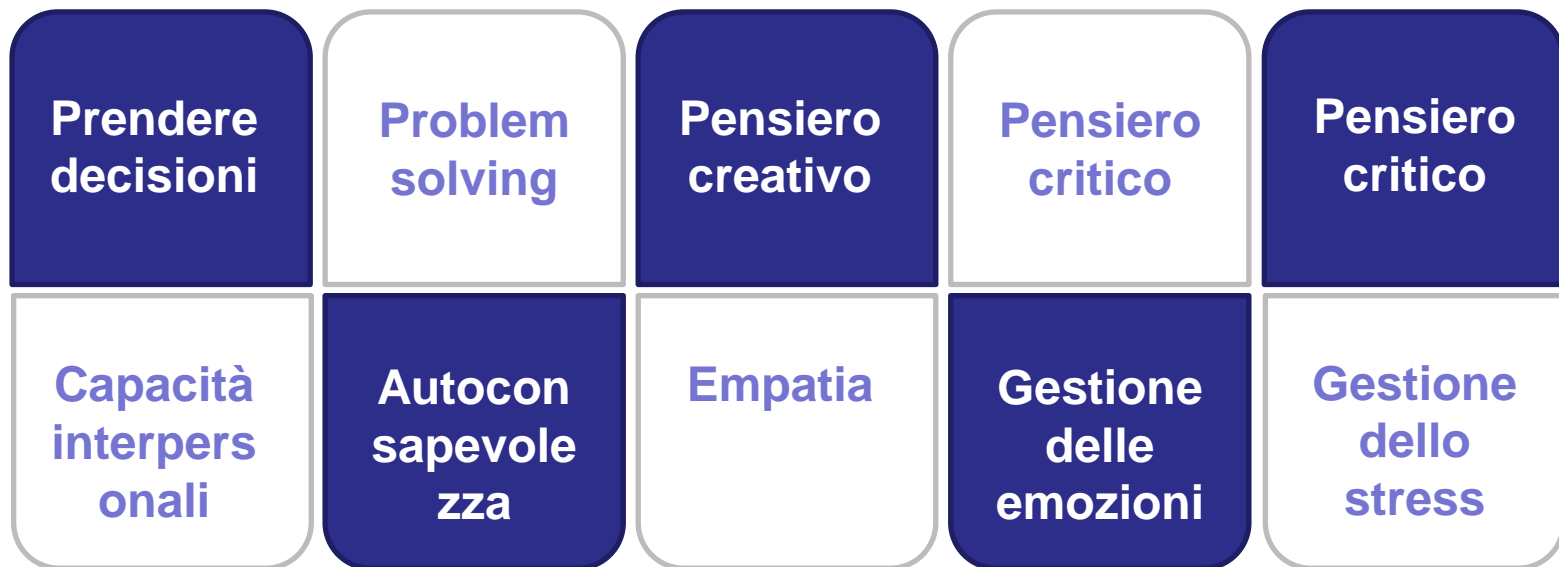 Prendere
decisioni
Problem
solving
Pensiero
creativo
Pensiero
critico
Pensiero
critico
Capacità
interpers
onali
Autocon
sapevole
zza
Empatia
Gestione
delle
emozioni
Gestione
dello
stress